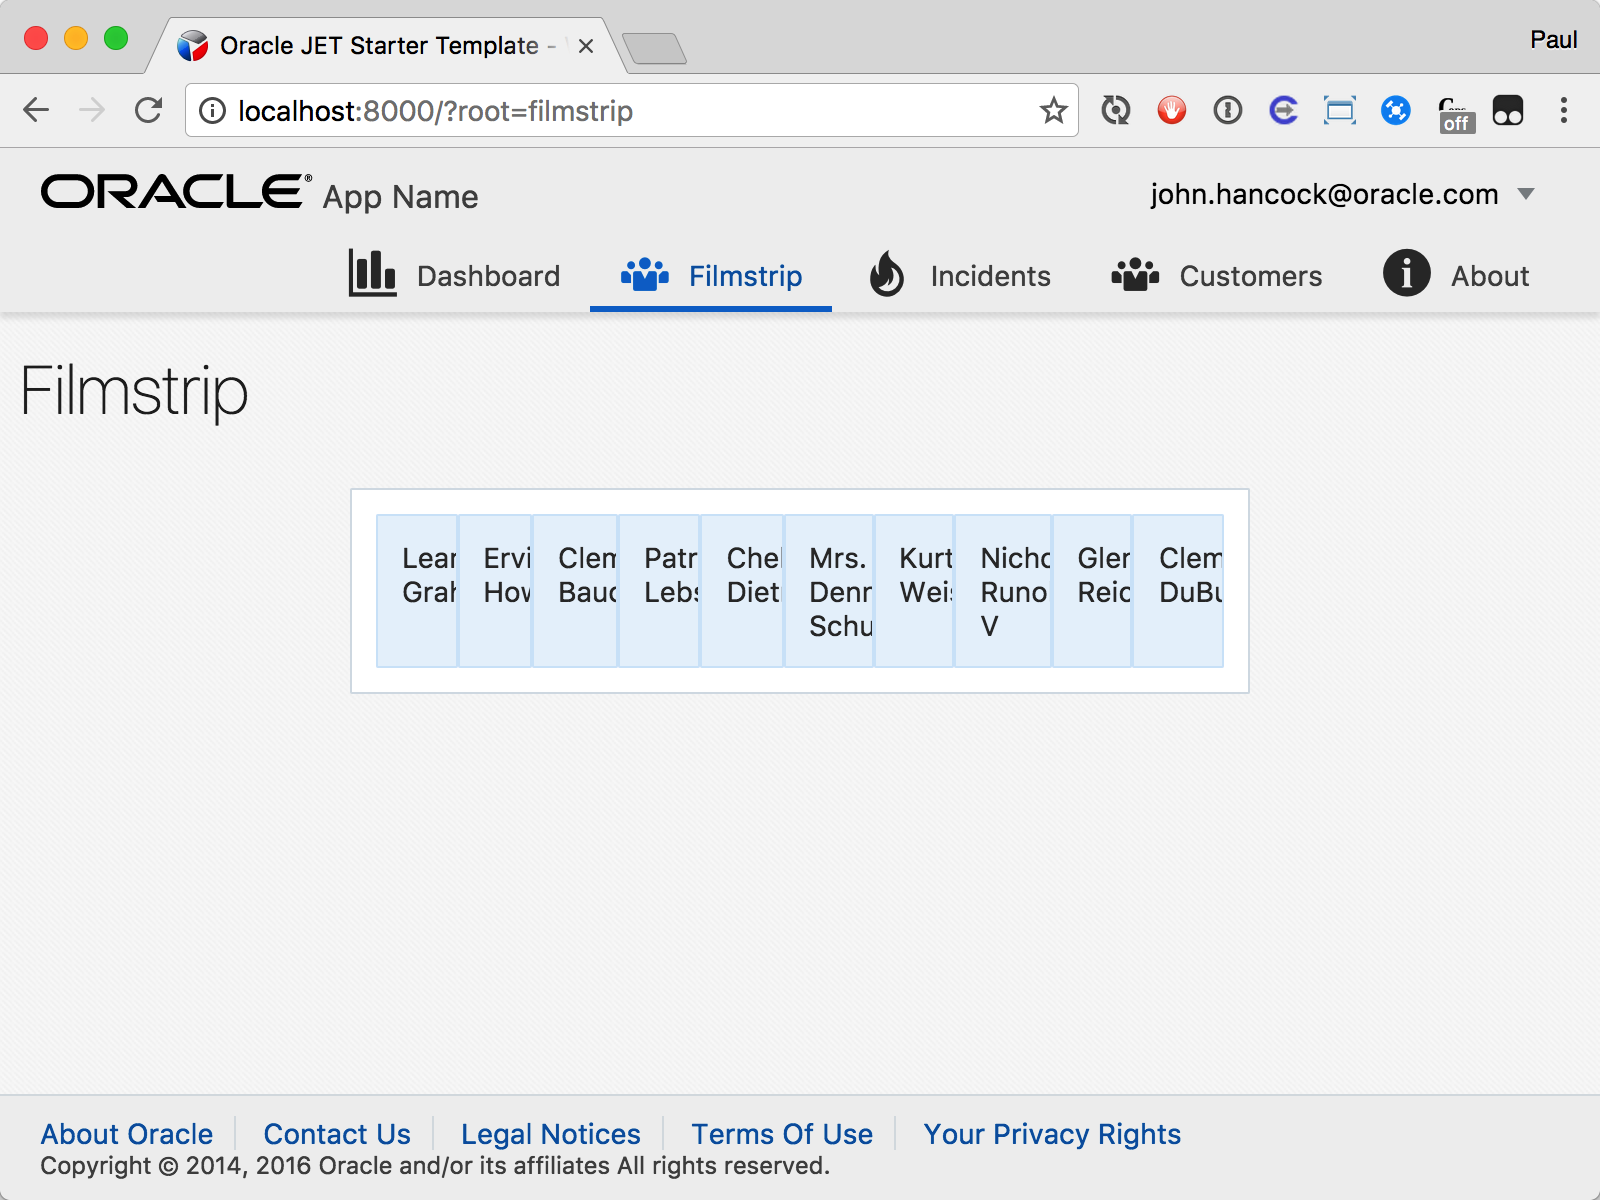 Oracle JET Starter Template -
Paul
localhost:8000/?root=filmstrip
off
ORACLE® App Name
john.hancock@oracle.com
Dashboard Filmstrip Incidents Customers About
Filmstrip
Lear Ervi Clem Patr Chel Mrs. Kurt Nicho Gler Clem
Grah How Bauc Lebs Diet Denr Weis Runo Reic DuBu
Schu V
About Oracle Contact Us Legal Notices Terms Of Use Your Privacy Rights
Copyright © 2014, 2016 Oracle and/or its affiliates All rights reserved.